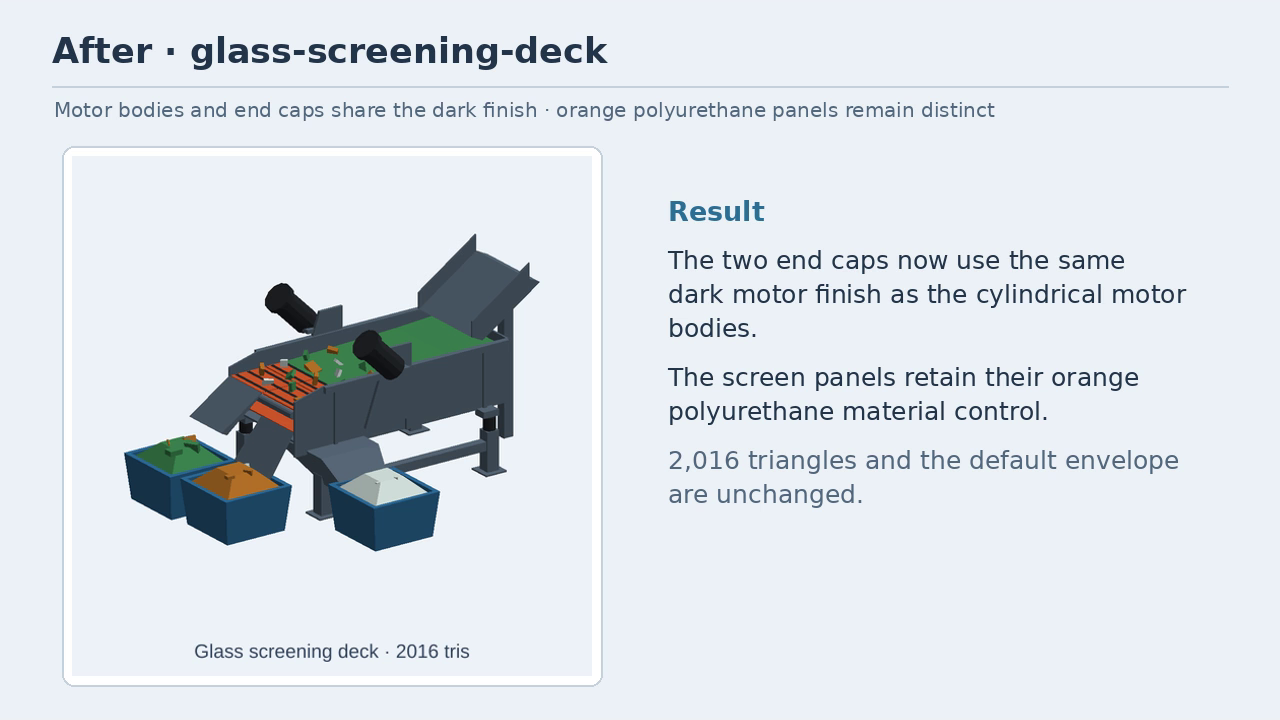 After · glass-screening-deck
Motor bodies and end caps share the dark finish · orange polyurethane panels remain distinct
Glass screening deck · 2016 tris
Result
The two end caps now use the same
dark motor finish as the cylindrical motor
bodies.
The screen panels retain their orange
polyurethane material control.
2,016 triangles and the default envelope
are unchanged.